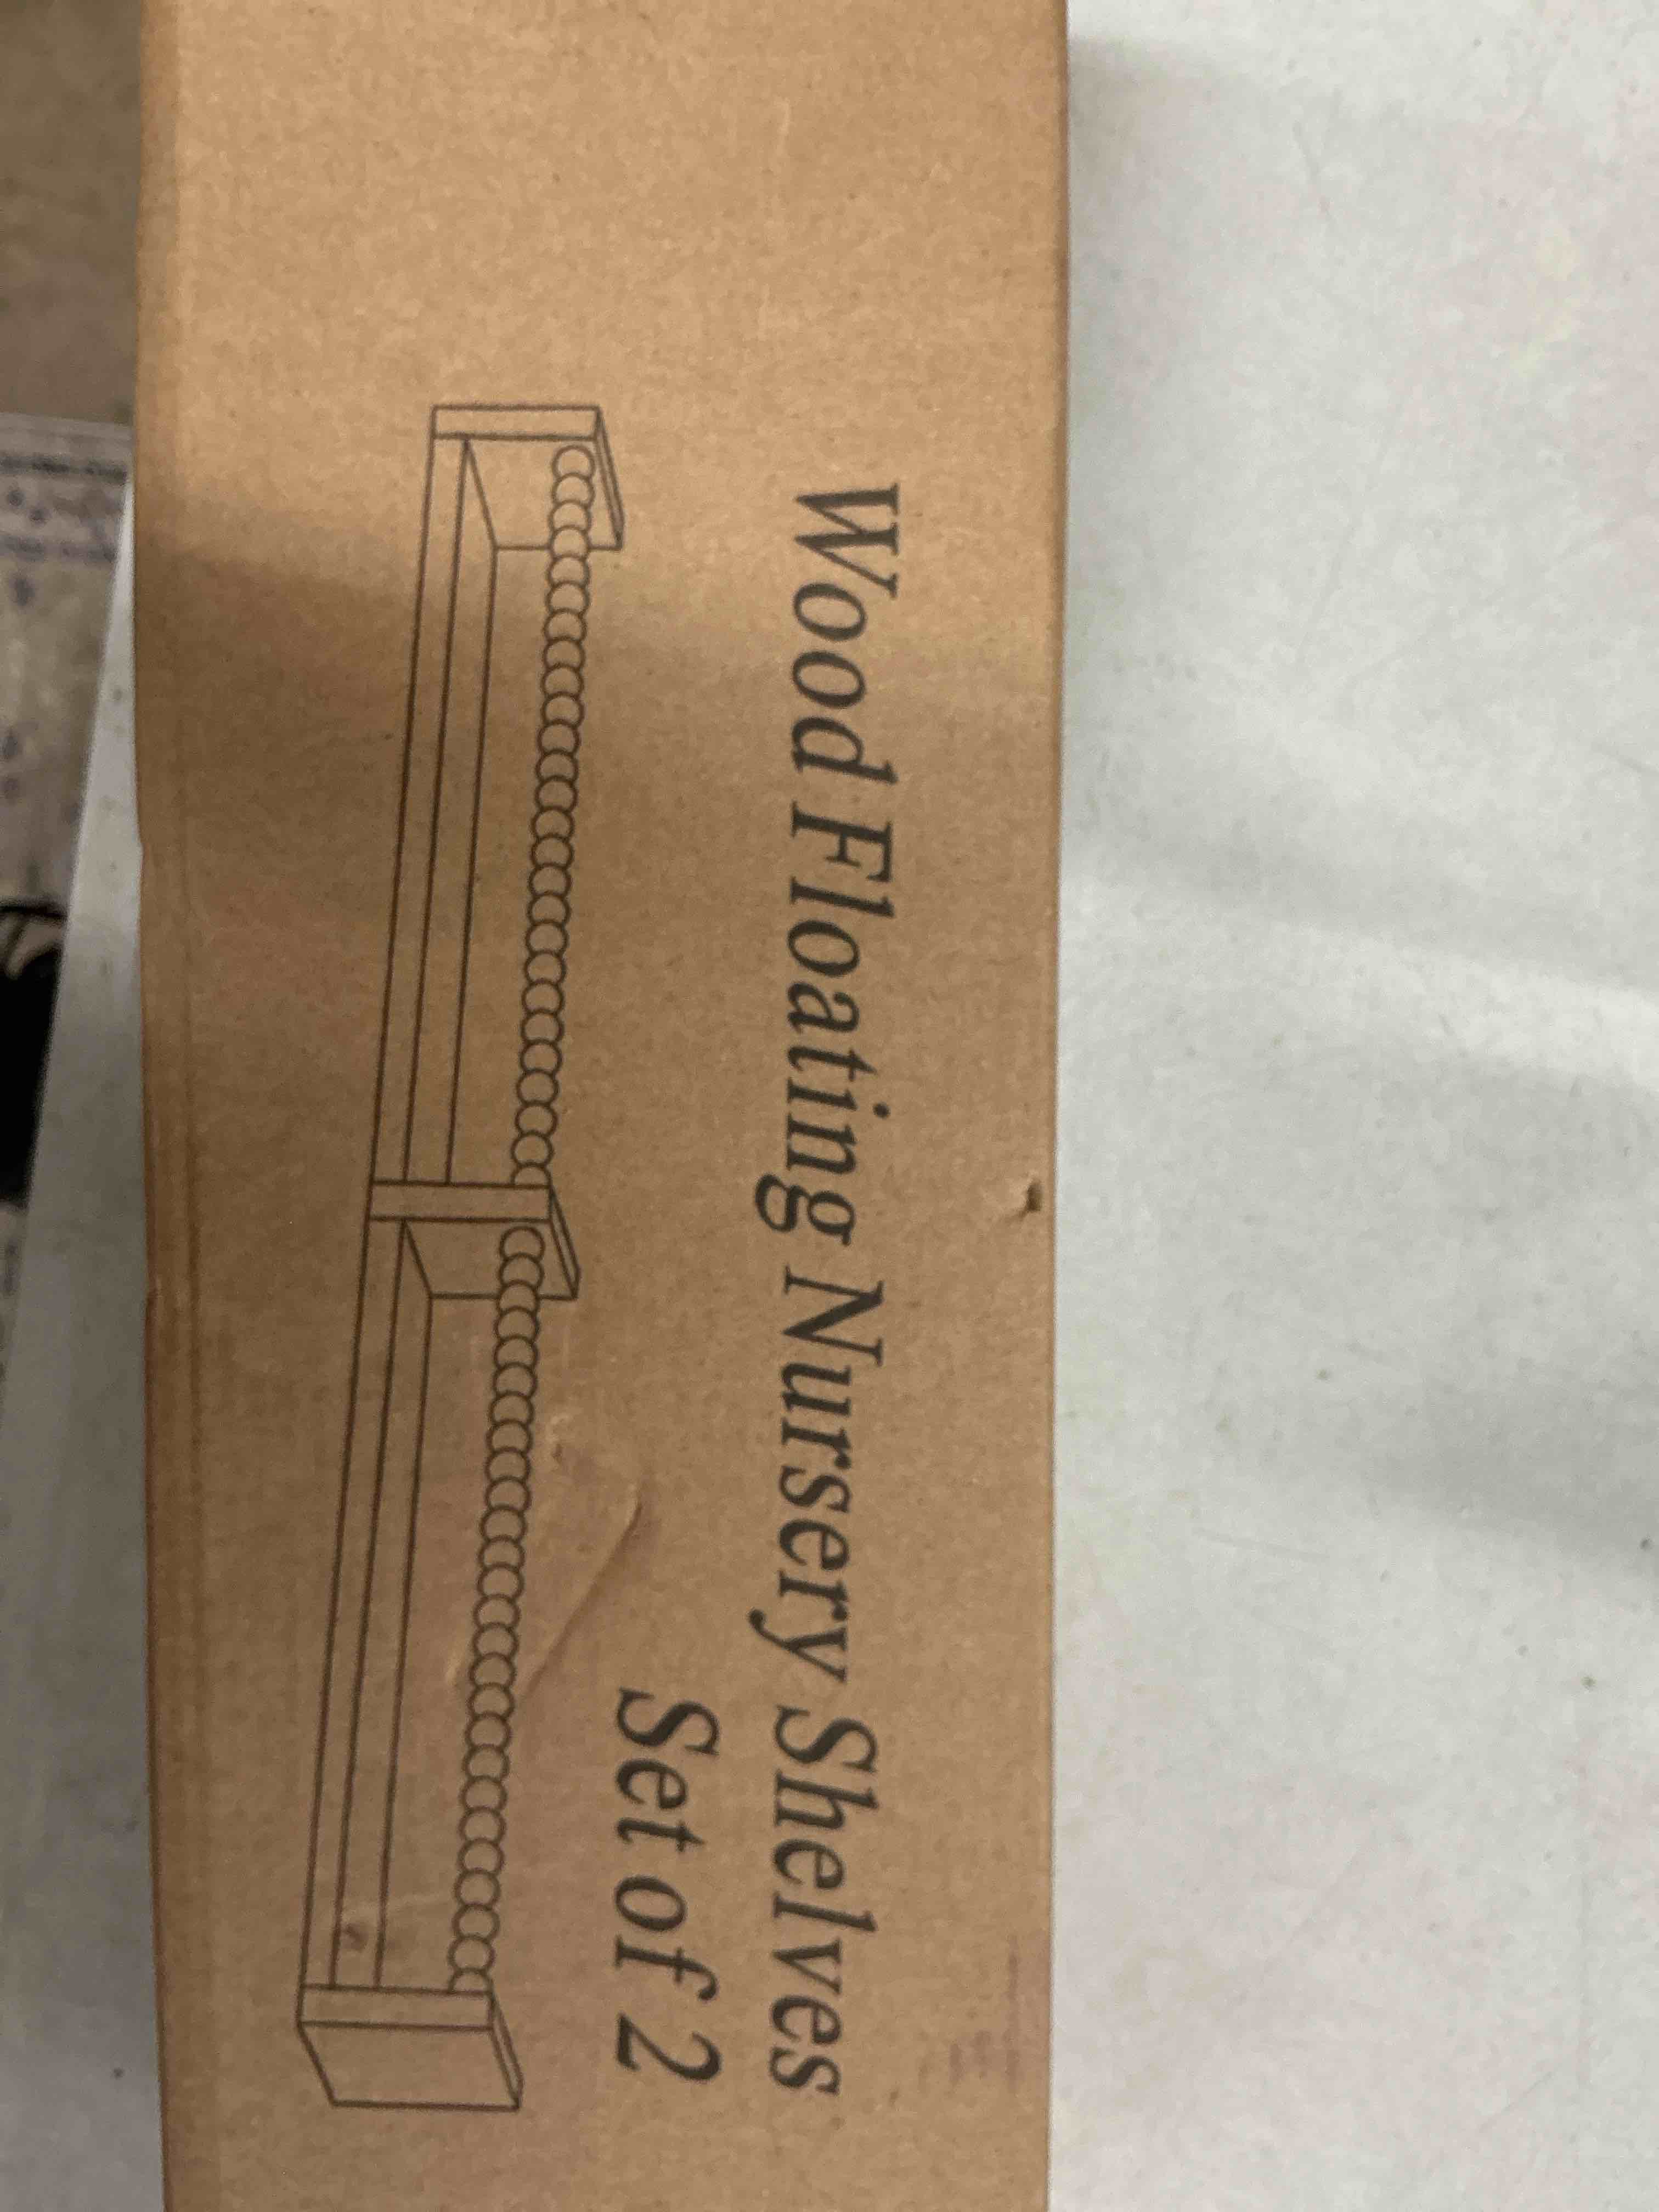 Wood Floating Nursery Shelves
Set of 2